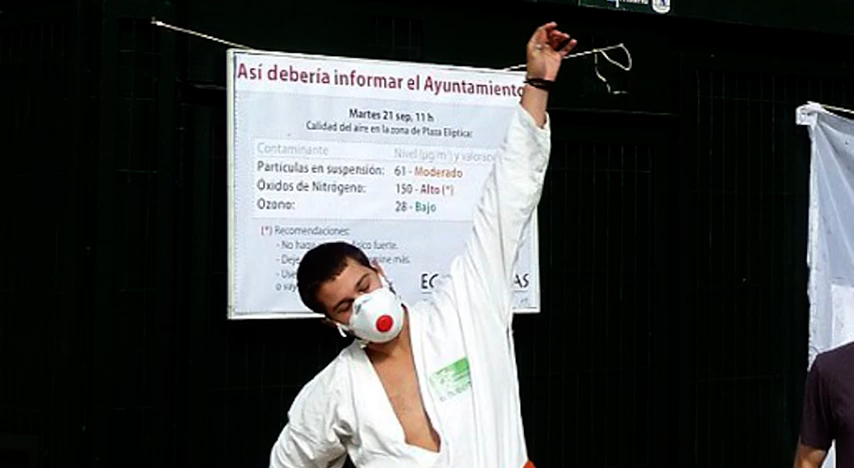 Así debería informar el Ayuntamiento
Martes 21 sep, 11 h
Calidad del aire en la zona de Plaza Elíptica:
Contaminante Nivel (µg/m³) y valoración
Partículas en suspensión: 61 - Moderado
Óxidos de Nitrógeno: 150 - Alto (*)
Ozono: 28 - Bajo
(*) Recomendaciones:
- No haga físico fuerte.
- Deje mine más.
- Use
o vay
EC AS